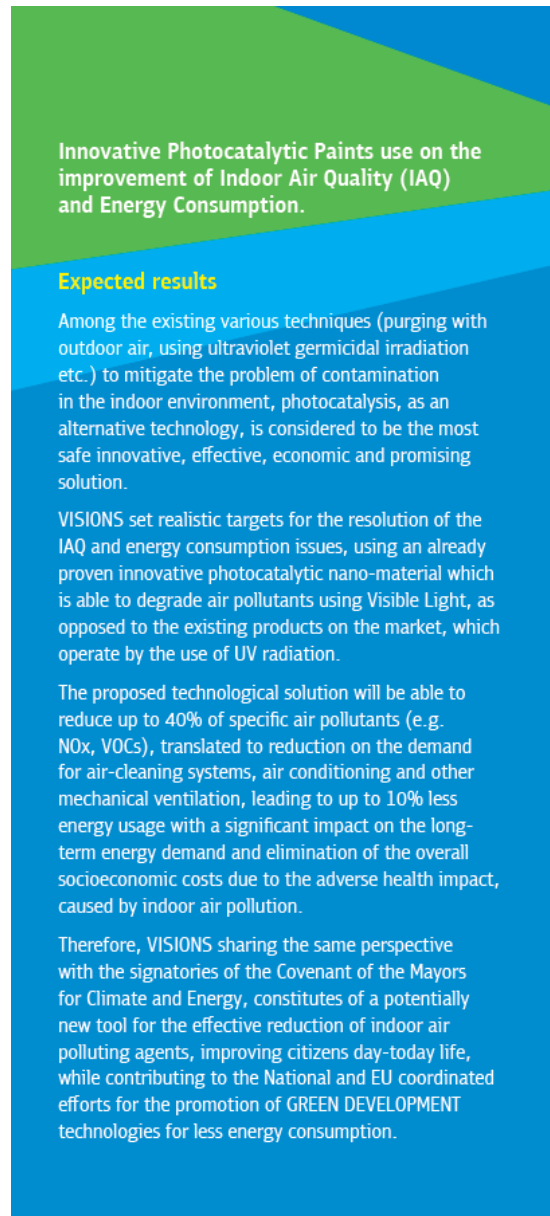 Innovative Photocatalytic Paints use on the
improvement of Indoor Air Quality (IAQ)
and Energy Consumption.
Expected results
Among the existing various techniques (purging with
outdoor air, using ultraviolet germicidal irradiation
etc.) to mitigate the problem of contamination
in the indoor environment, photocatalysis, as an
alternative technology, is considered to be the most
safe innovative, effective, economic and promising
solution.
VISIONS set realistic targets for the resolution of the
IAQ and energy consumption issues, using an already
proven innovative photocatalytic nano-material which
is able to degrade air pollutants using Visible Light, as
opposed to the existing products on the market, which
operate by the use of UV radiation.
The proposed technological solution will be able to
reduce up to 40% of specific air pollutants (e.g.
NOx, VOCs), translated to reduction on the demand
for air-cleaning systems, air conditioning and other
mechanical ventilation, leading to up to 10% less
energy usage with a significant impact on the long-
term energy demand and elimination of the overall
socioeconomic costs due to the adverse health impact,
caused by indoor air pollution.
Therefore, VISIONS sharing the same perspective
with the signatories of the Covenant of the Mayors
for Climate and Energy, constitutes of a potentially
new tool for the effective reduction of indoor air
polluting agents, improving citizens day-today life,
while contributing to the National and EU coordinated
efforts for the promotion of GREEN DEVELOPMENT
technologies for less energy consumption.